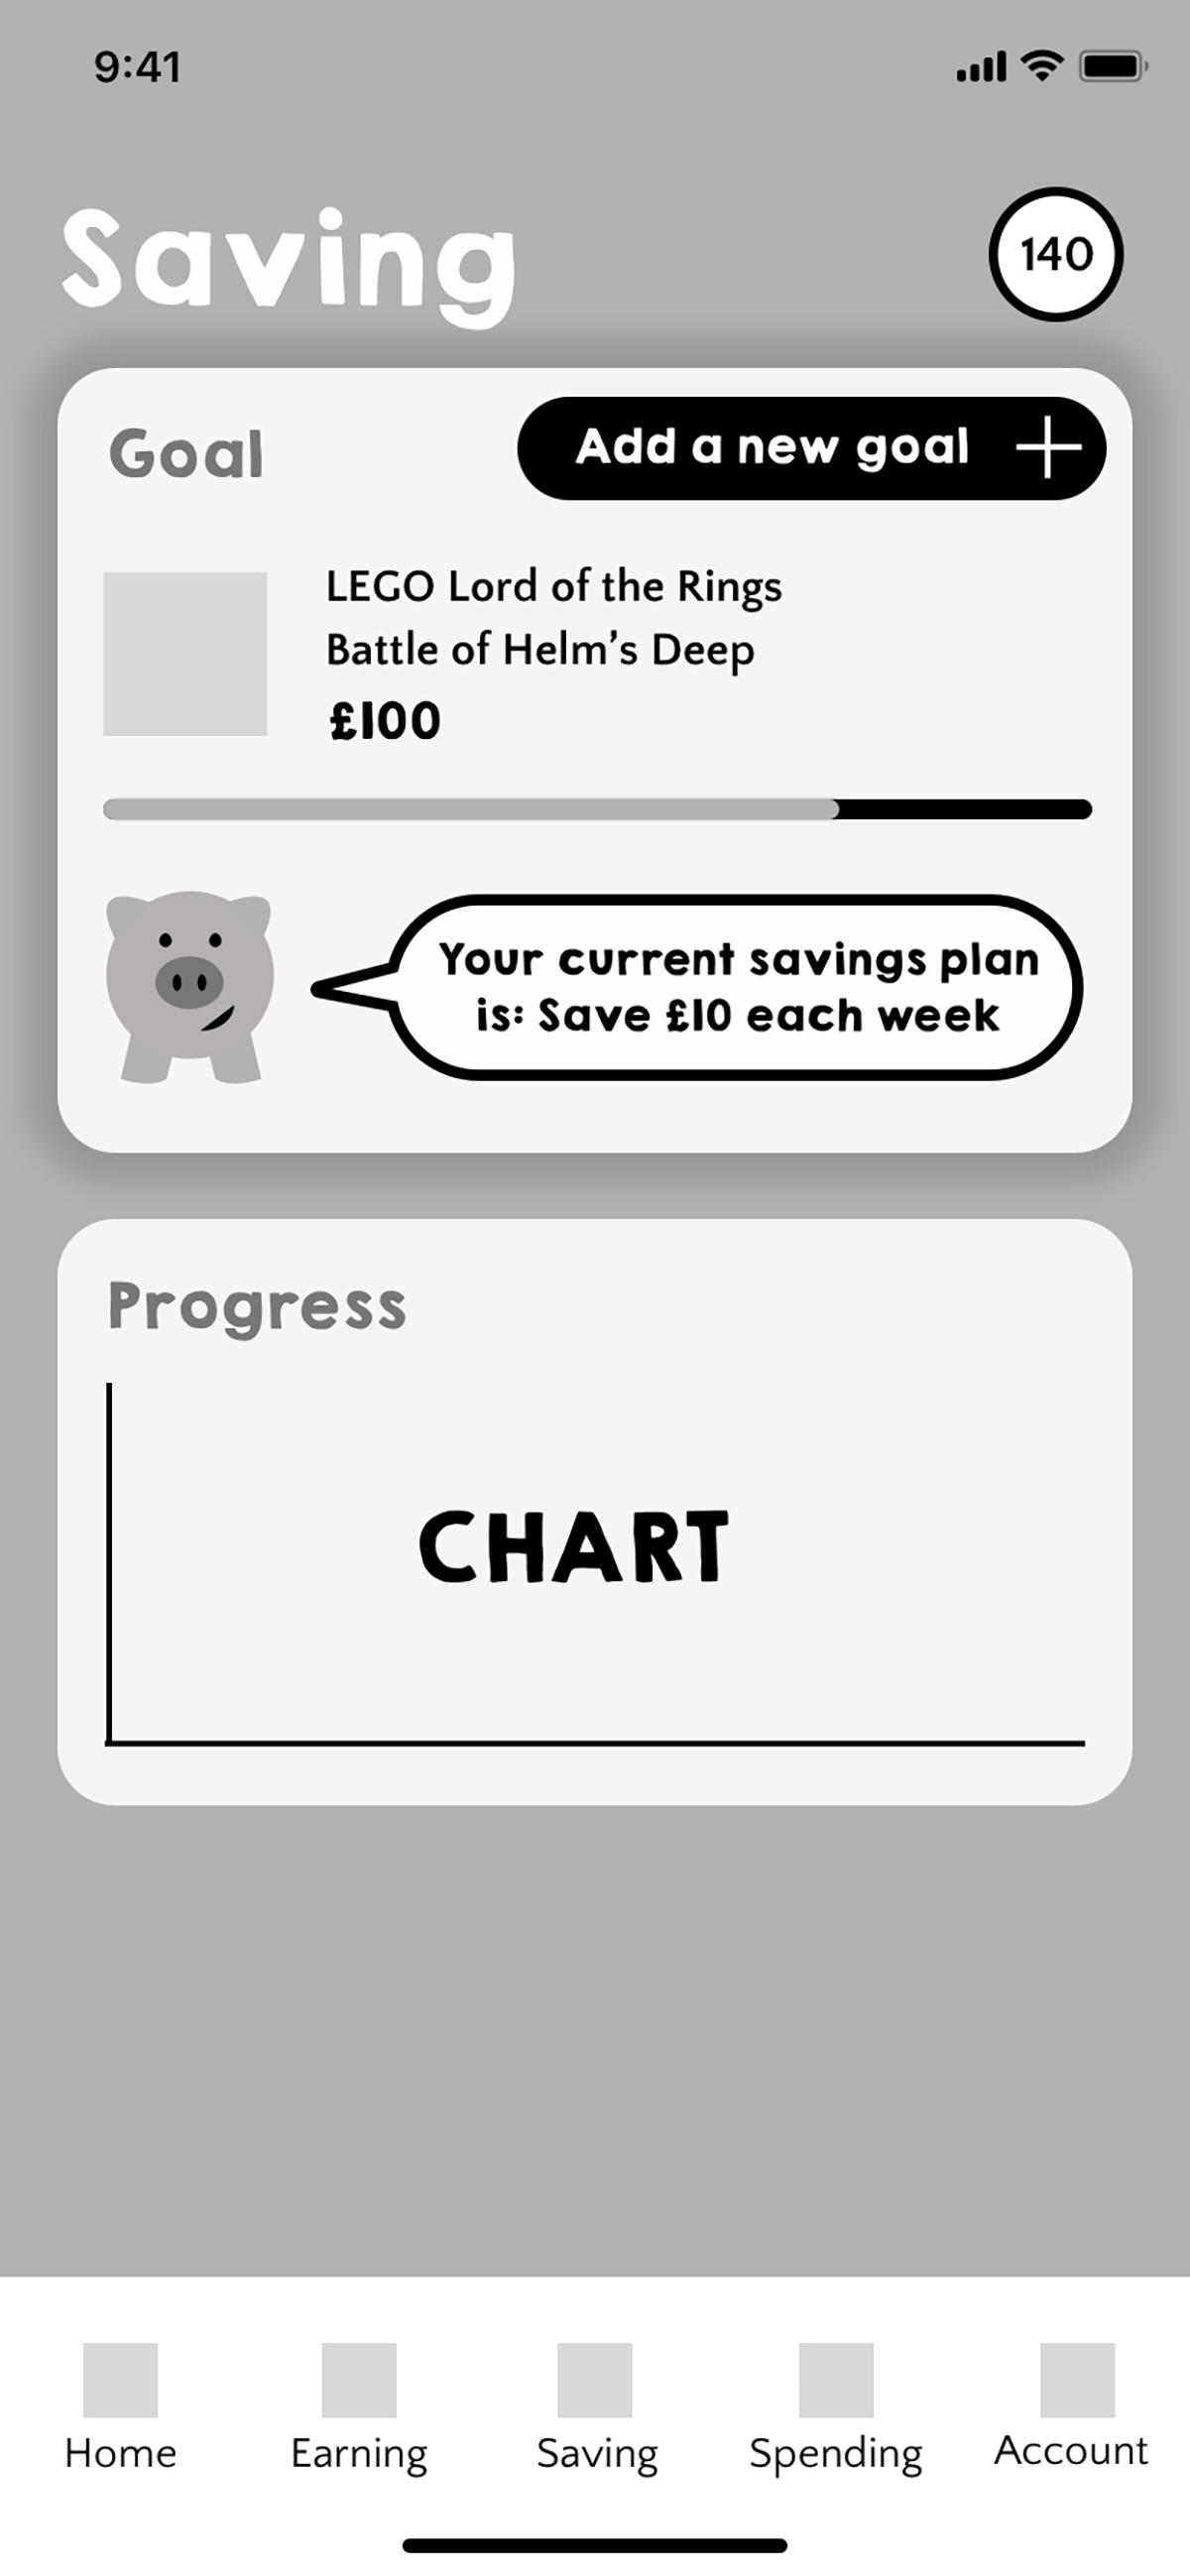 9:41
Saving
140
Goal
Add a new goal
LEGO Lord of the Rings
Battle of Helm's Deep
£100
Your current savings plan
is: Save £10 each week
Progress
CHART
Home
Earning
Saving
Spending
Account